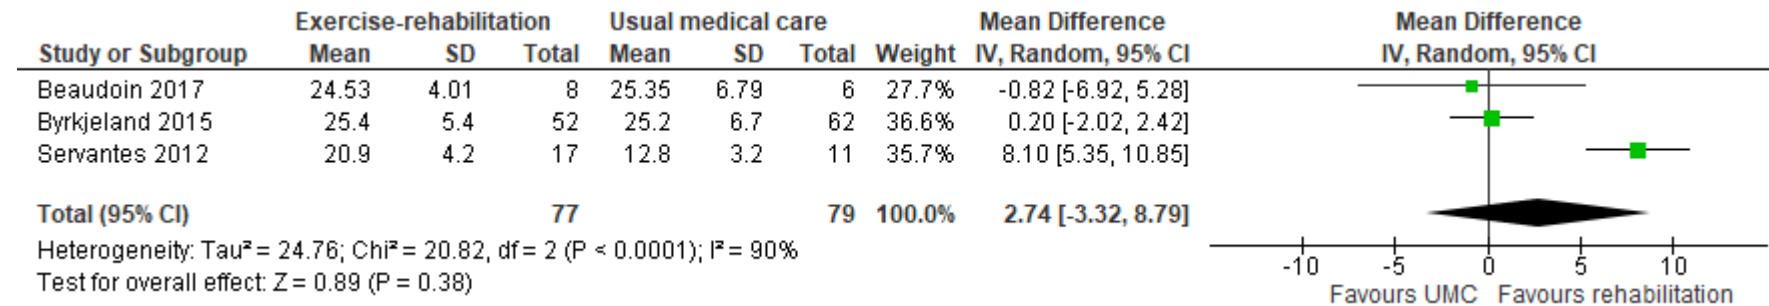 Exercise-rehabilitation Usual medical care Mean Difference Mean Difference
Study or Subgroup Mean SD Total Mean SD Total Weight IV, Random, 95% CI IV, Random, 95% CI
Beaudoin 2017 24.53 4.01 8 25.35 6.79 6 27.7% -0.82 [-6.92, 5.28]
Byrkjeland 2015 25.4 5.4 52 25.2 6.7 62 36.6% 0.20 [-2.02, 2.42]
Servantes 2012 20.9 4.2 17 12.8 3.2 11 35.7% 8.10 [5.35, 10.85]
Total (95% CI) 77 79 100.0% 2.74 [-3.32, 8.79]
Heterogeneity: Tau² = 24.76; Chi² = 20.82, df = 2 (P < 0.0001); I² = 90%
Test for overall effect: Z = 0.89 (P = 0.38)
-10 -5 0 5 10
Favours UMC Favours rehabilitation